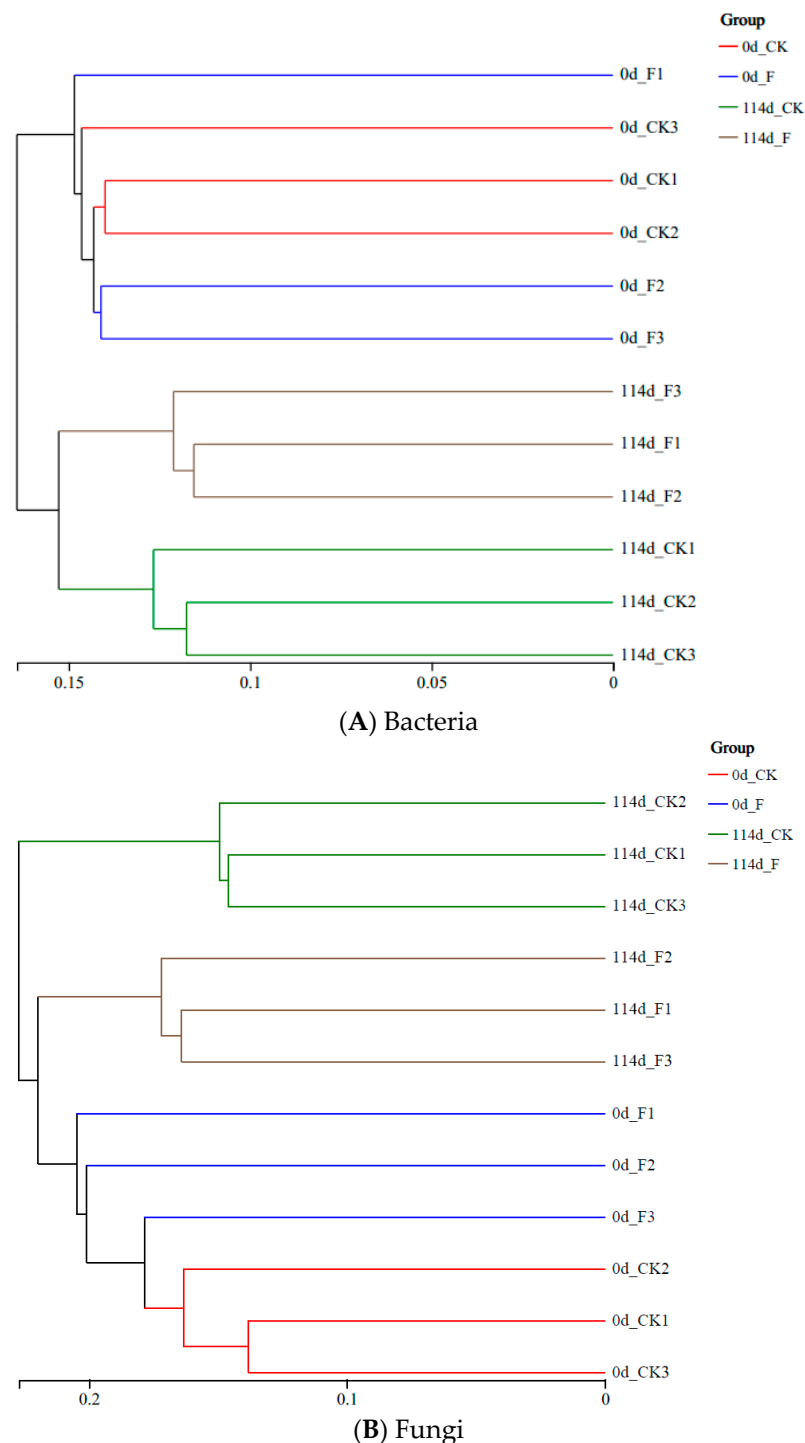 Group
0d_CK
0d_F
114d_CK
114d_F
0d_F1
0d_CK3
0d_CK1
0d_CK2
0d_F2
0d_F3
114d_F3
114d_F1
114d_F2
114d_CK1
114d_CK2
114d_CK3
0.15 0.1 0.05 0
(A) Bacteria
Group
0d_CK
0d_F
114d_CK
114d_F
114d_CK2
114d_CK1
114d_CK3
114d_F2
114d_F1
114d_F3
0d_F1
0d_F2
0d_F3
0d_CK2
0d_CK1
0d_CK3
0.2 0.1 0
(B) Fungi